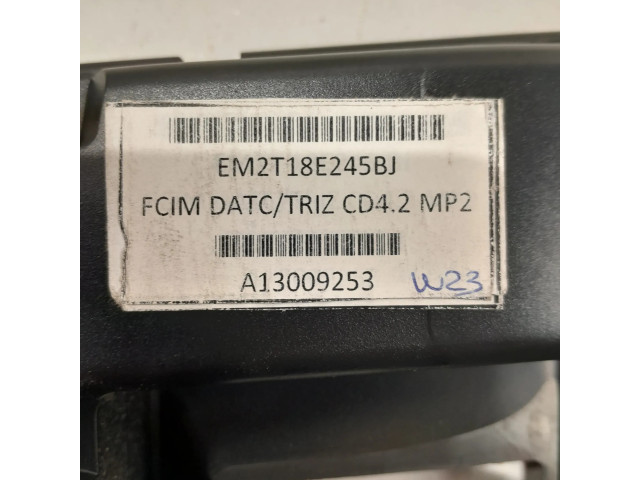 EM2T18E245BJ
FCIM DATC/TRIZ CD4.2 MP2
A13009253 W23